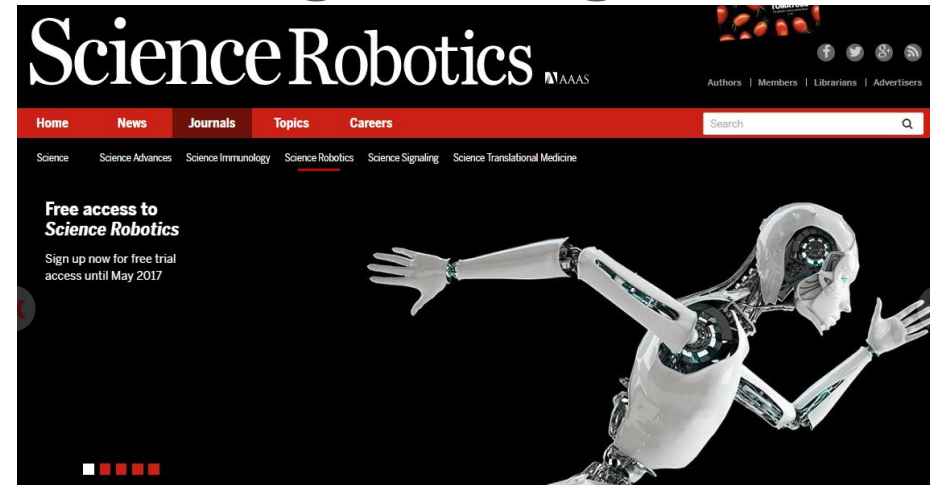 TOMATOES
Science Robotics AAAS
Authors | Members | Librarians | Advertisers
Home News Journals Topics Careers
Search
Science Science Advances Science Immunology Science Robotics Science Signaling Science Translational Medicine
Free access to
Science Robotics
Sign up now for free trial
access until May 2017